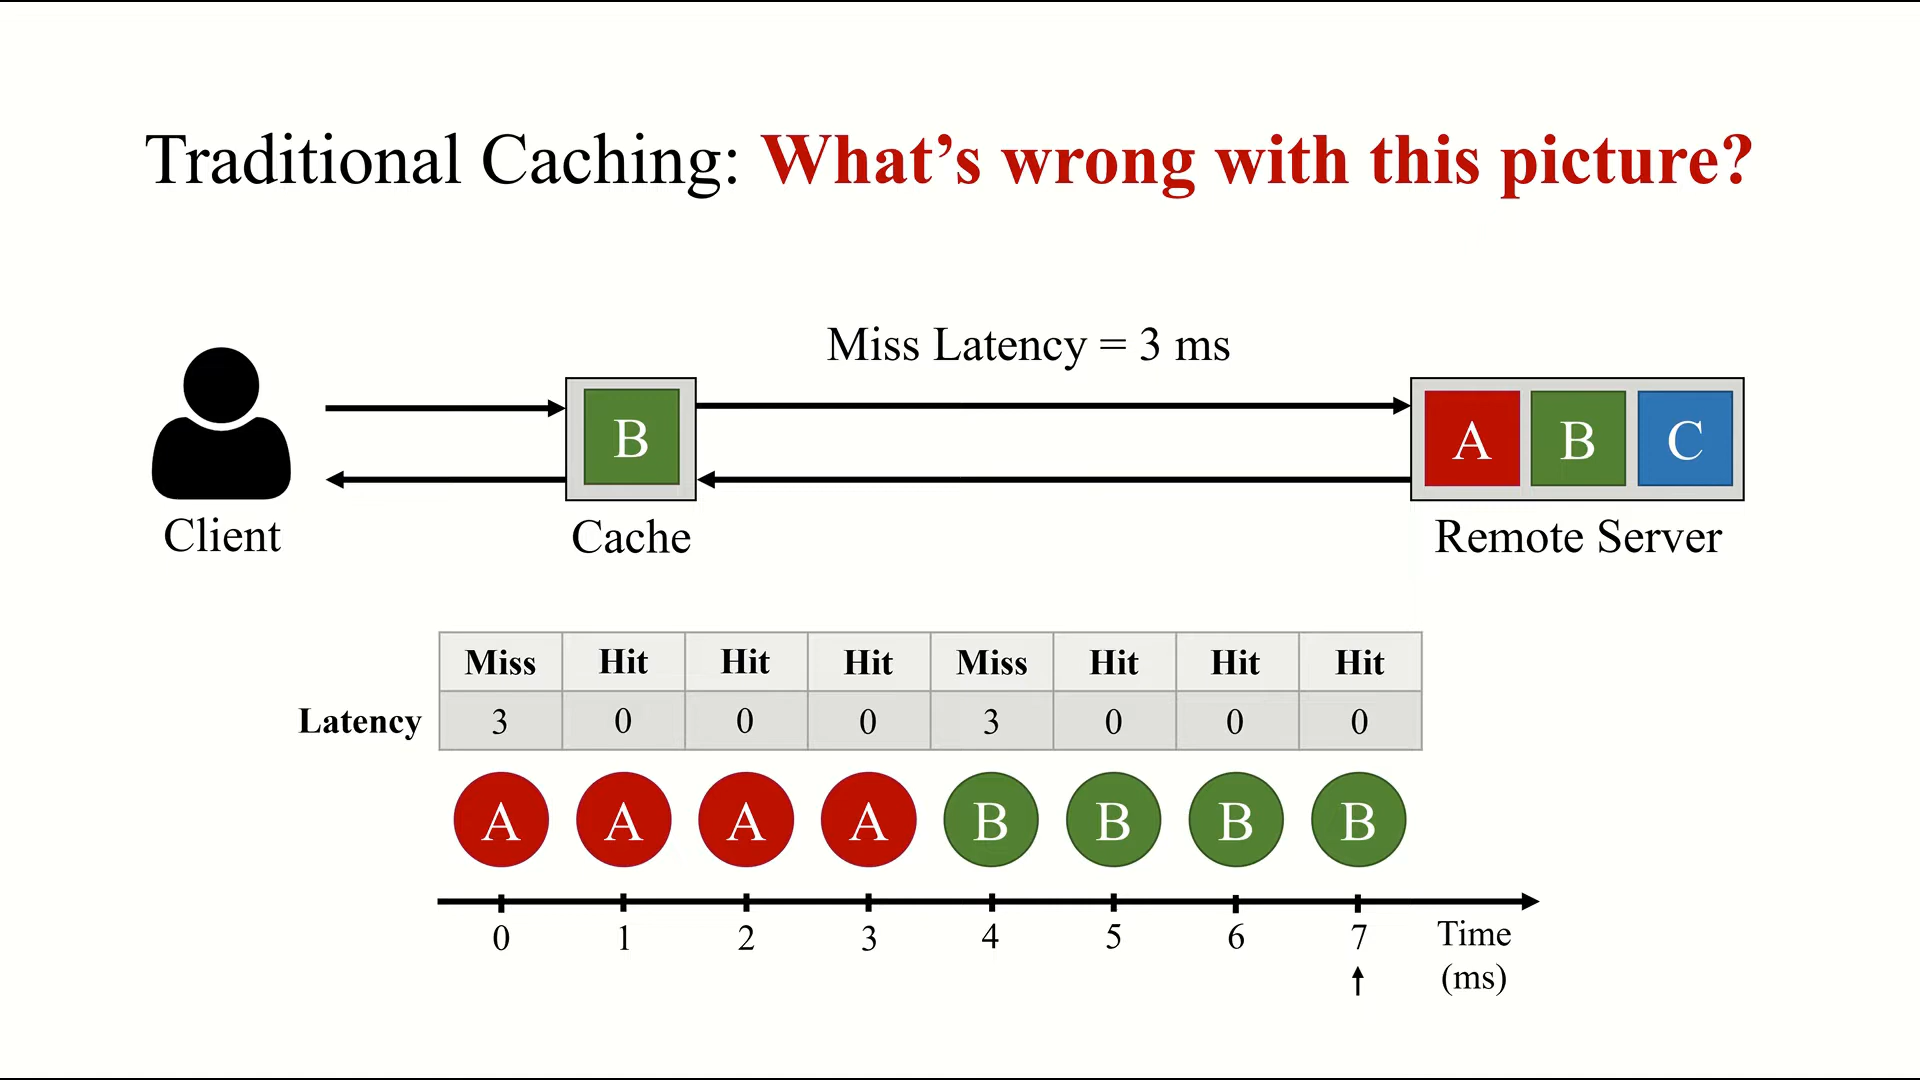 Traditional Caching: What's wrong with this picture?
Miss Latency = 3 ms
B
A B C
Client
Cache
Remote Server
Miss Hit Hit Hit Miss Hit Hit Hit
Latency 3 0 0 0 3 0 0 0
A A A A B B B B
0 1 2 3 4 5 6 7 Time
(ms)